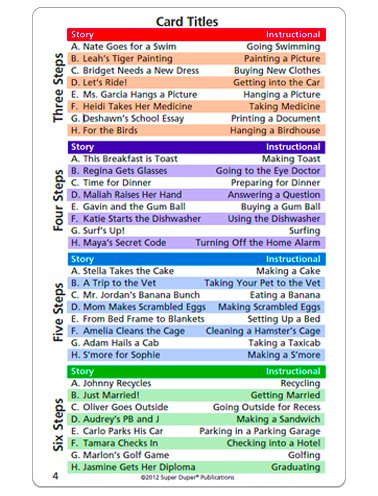 Card Titles
Three Steps
Story Instructional
A. Nate Goes for a Swim Going Swimming
B. Leah's Tiger Painting Painting a Picture
C. Bridget Needs a New Dress Buying New Clothes
D. Let's Ride! Getting into the Car
E. Ms. Garcia Hangs a Picture Hanging a Picture
F. Heidi Takes Her Medicine Taking Medicine
G. Deshawn's School Essay Printing a Document
H. For the Birds Hanging a Birdhouse
Four Steps
Story Instructional
A. This Breakfast is Toast Making Toast
B. Regina Gets Glasses Going to the Eye Doctor
C. Time for Dinner Preparing for Dinner
D. Maliah Raises Her Hand Answering a Question
E. Gavin and the Gum Ball Buying a Gum Ball
F. Katie Starts the Dishwasher Using the Dishwasher
G. Surf's Up! Surfing
H. Maya's Secret Code Turning Off the Home Alarm
Five Steps
Story Instructional
A. Stella Takes the Cake Making a Cake
B. A Trip to the Vet Taking Your Pet to the Vet
C. Mr. Jordan's Banana Bunch Eating a Banana
D. Mom Makes Scrambled Eggs Making Scrambled Eggs
E. From Bed Frame to Blankets Setting Up a Bed
F. Amelia Cleans the Cage Cleaning a Hamster's Cage
G. Adam Hails a Cab Taking a Taxicab
H. S'more for Sophie Making a S'more
Six Steps
Story Instructional
A. Johnny Recycles Recycling
B. Just Married! Getting Married
C. Oliver Goes Outside Going Outside for Recess
D. Audrey's PB and J Making a Sandwich
E. Carlo Parks His Car Parking in a Parking Garage
F. Tamara Checks In Checking into a Hotel
G. Marlon's Golf Game Golfing
H. Jasmine Gets Her Diploma Graduating
4 ©2012 Super Duper® Publications